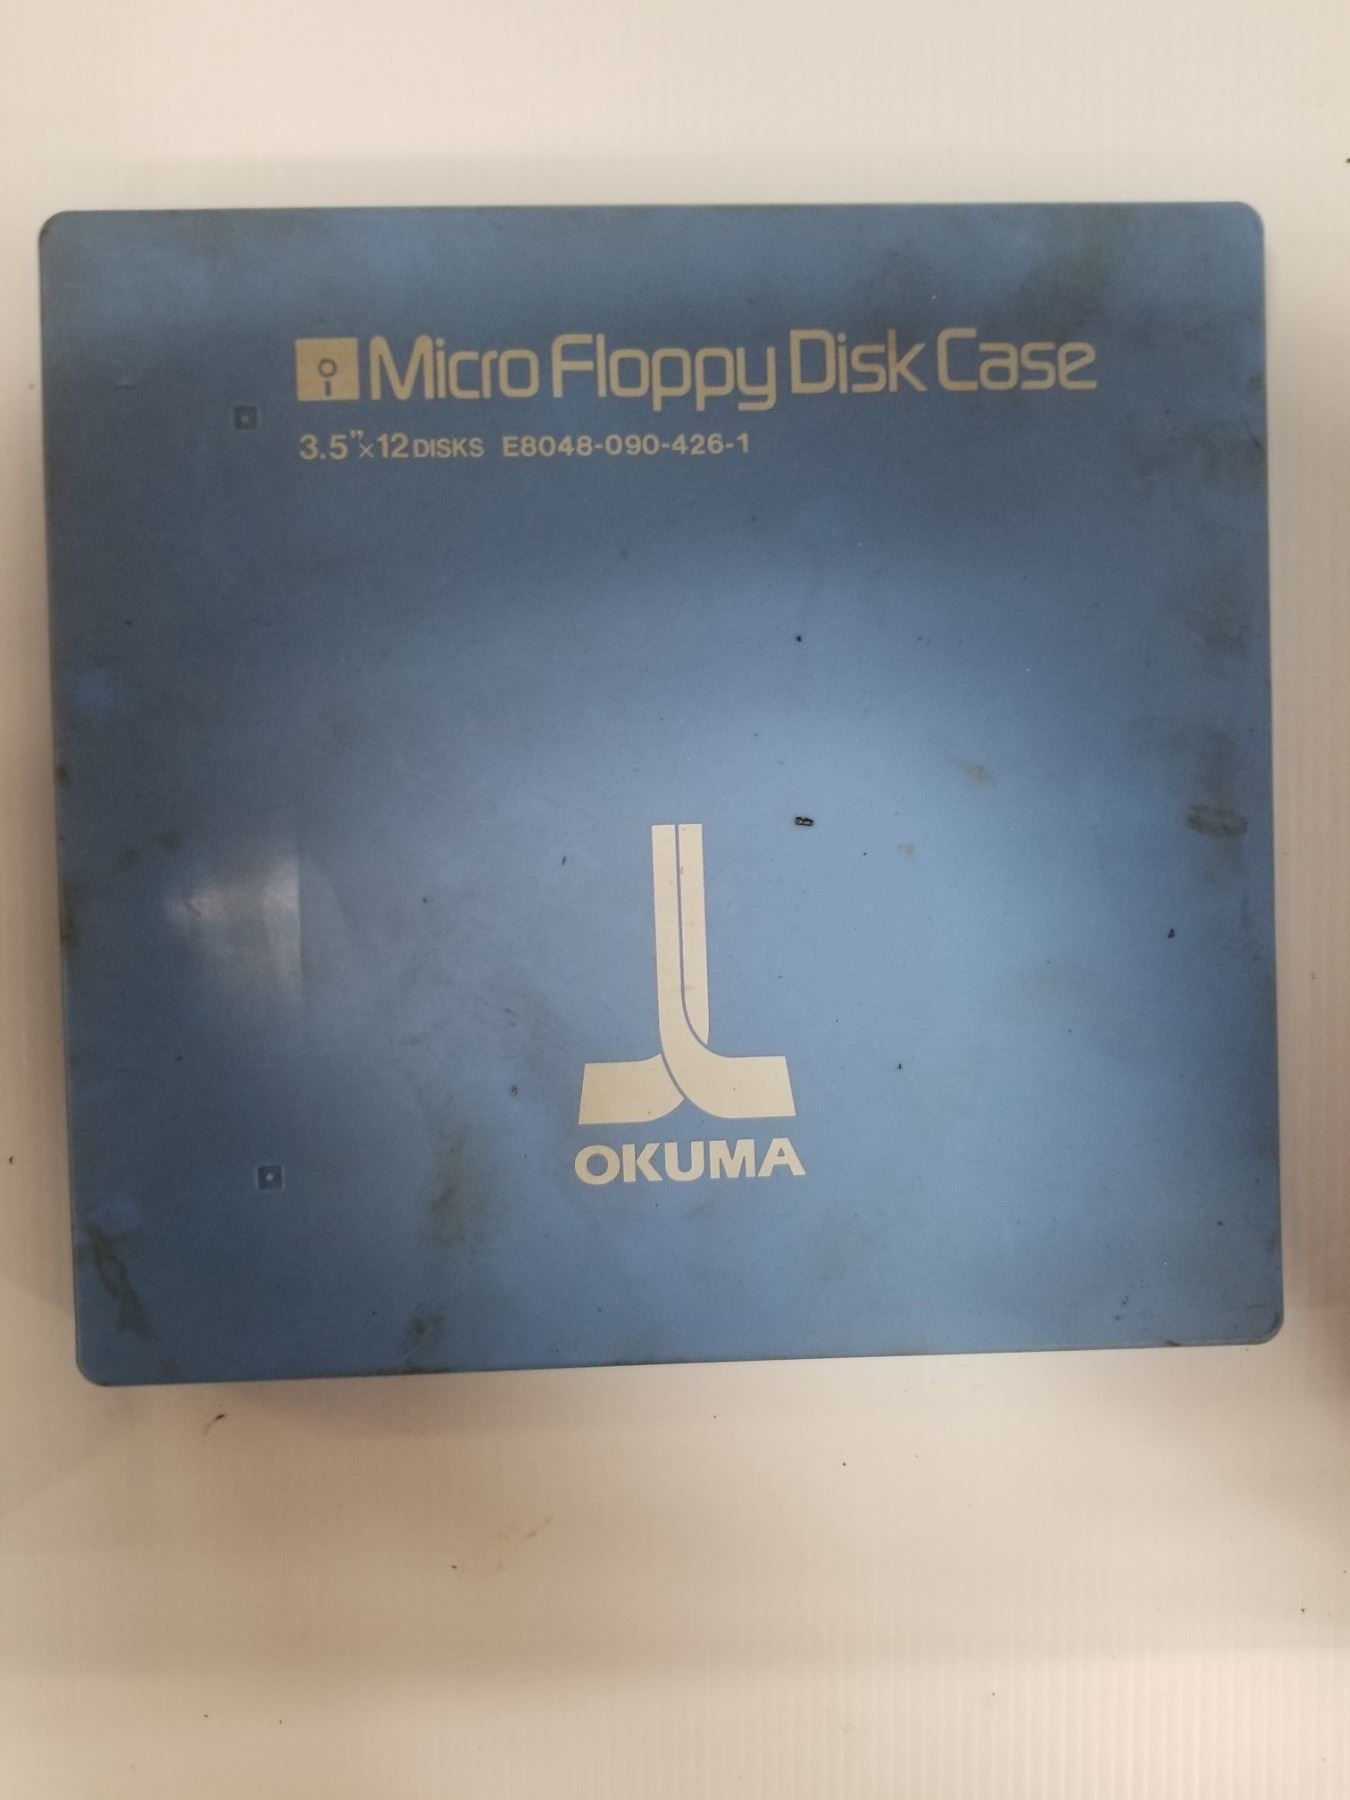 Micro Floppy Disk Case
3.5"×12 DISKS E8048-090-426-1
OKUMA